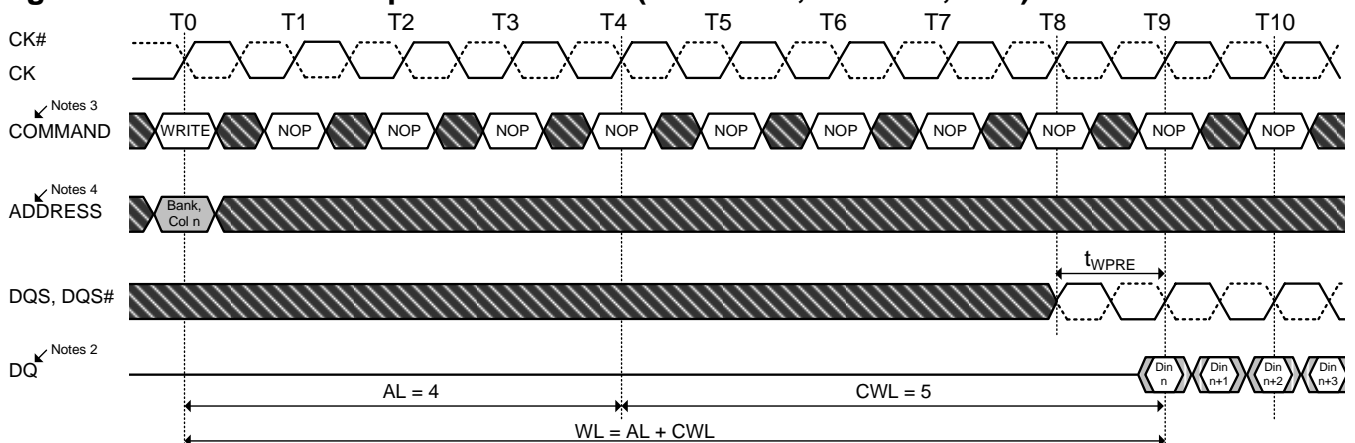 T0 T1 T2 T3 T4 T5 T6 T7 T8 T9 T10
CK#
CK
Notes 3
COMMAND WRITE NOP NOP NOP NOP NOP NOP NOP NOP NOP NOP
Notes 4
ADDRESS Bank, Col n
tWPRE
DQS, DQS#
Notes 2
DQ Din n Din n+1 Din n+2 Din n+3
AL = 4 CWL = 5
WL = AL + CWL